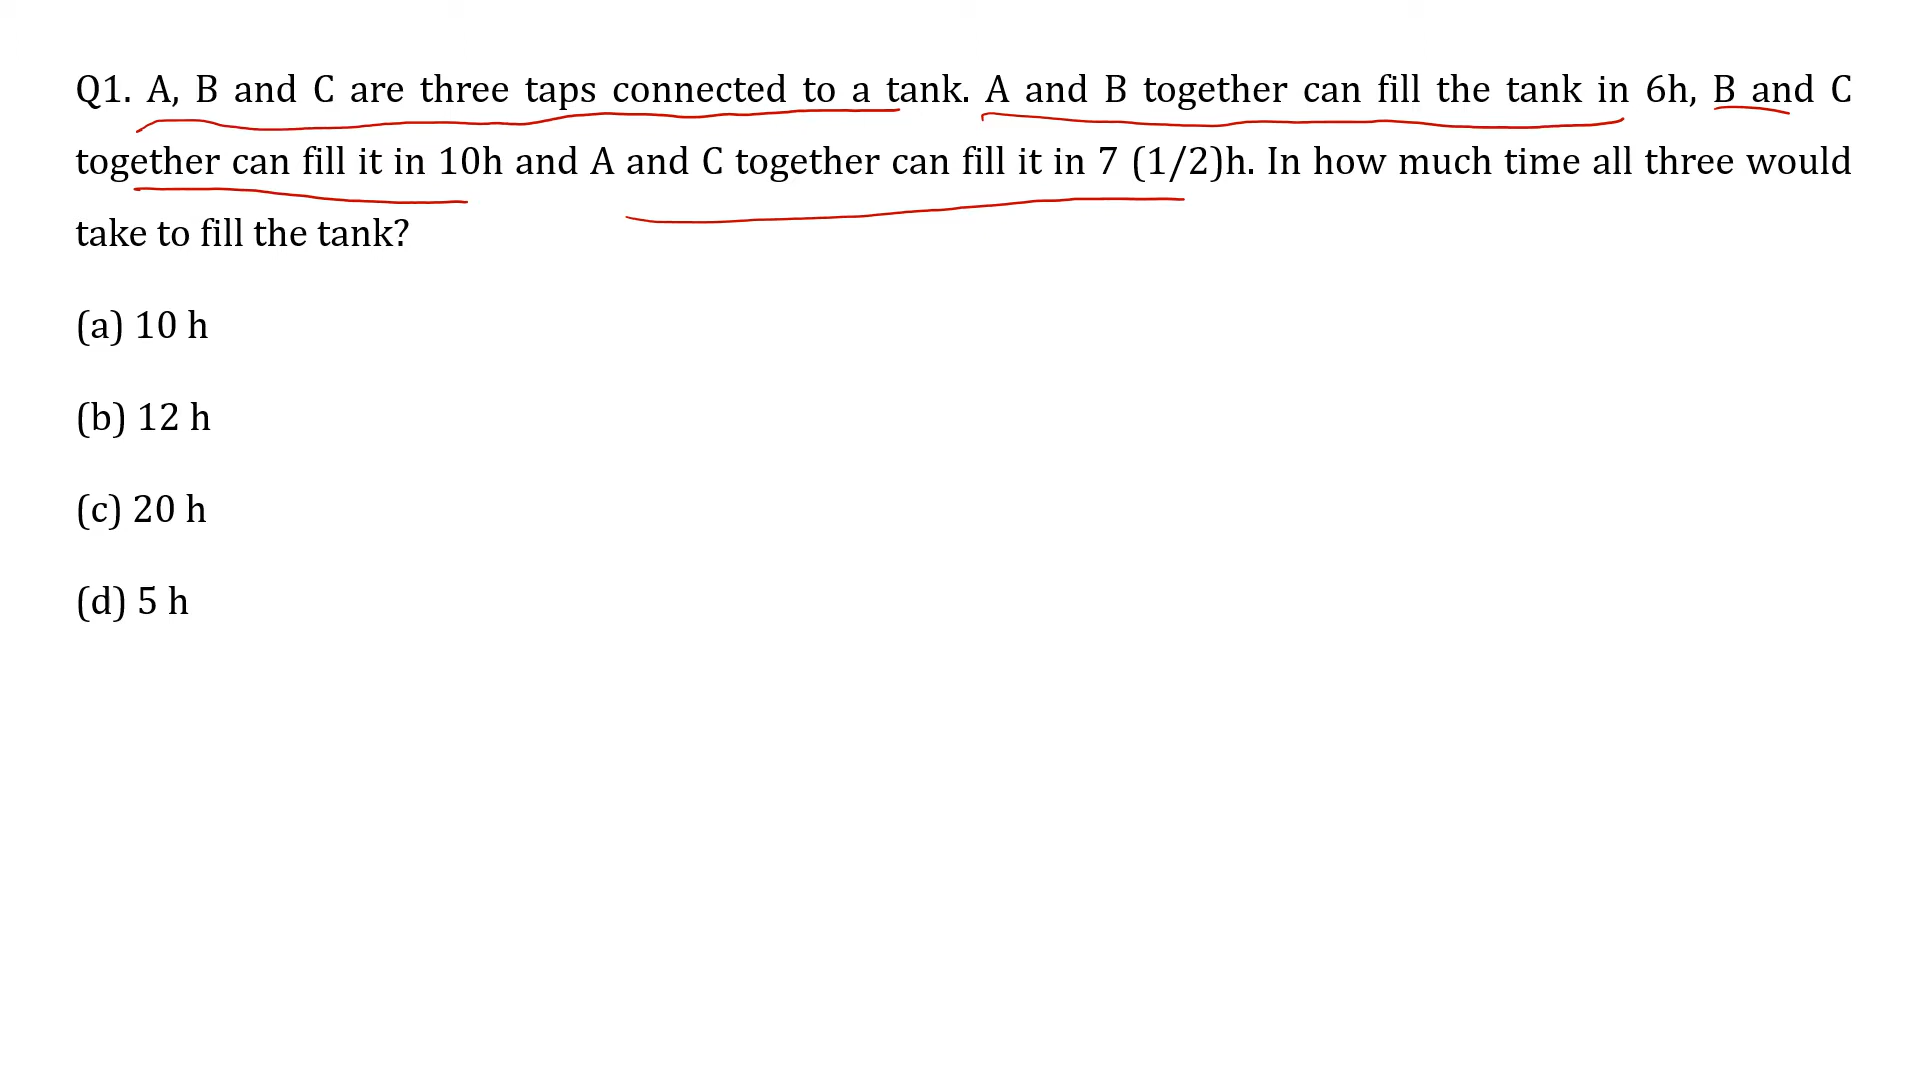 Q1. A, B and C are three taps connected to a tank. A and B together can fill the tank in 6h, B and C
together can fill it in 10h and A and C together can fill it in 7 (1/2)h. In how much time all three would
take to fill the tank?
(a) 10 h
(b) 12 h
(c) 20 h
(d) 5 h